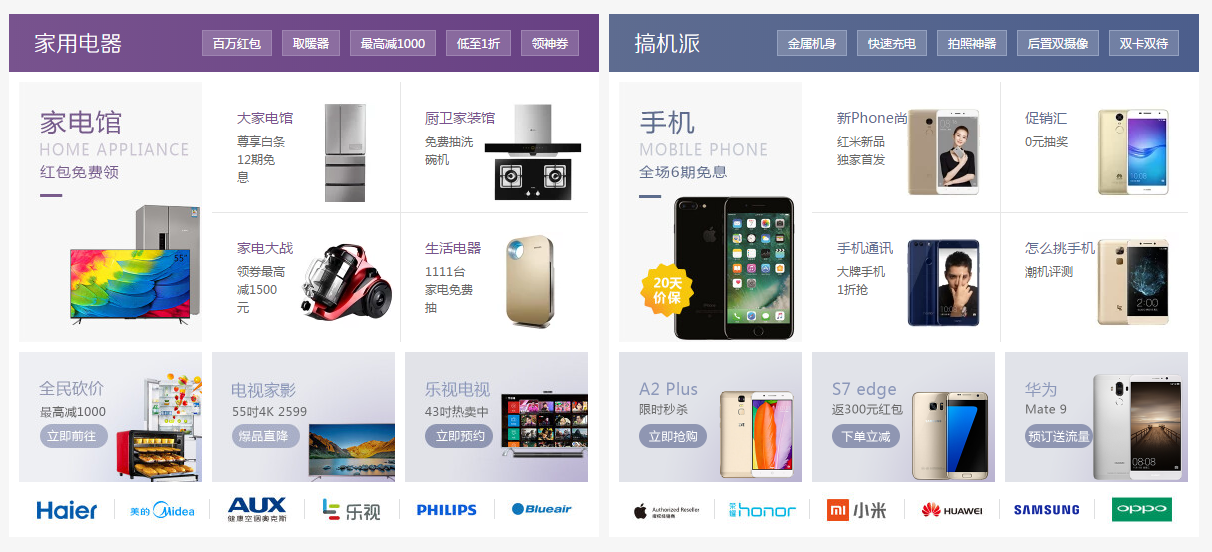 家用电器
百万红包
取暖器
最高减1000
低至1折
领神券
家电馆
HOME APPLIANCE
红包免费领
55"
大家电馆
尊享白条
12期免
息
厨卫家装馆
免费抽洗
碗机
家电大战
领券最高
减1500
元
生活电器
1111台
家电免费
抽
全民砍价
最高减1000
立即前往
电视家影
55吋4K 2599
爆品直降
乐视电视
43吋热卖中
立即预约
Haier
美的 Midea
AUX
健康空调奥克斯
乐视
PHILIPS
Blueair
搞机派
金属机身
快速充电
拍照神器
后置双摄像
双卡双待
手机
MOBILE PHONE
全场6期免息
20天
价保
新Phone尚
红米新品
独家首发
促销汇
0元抽奖
手机通讯
大牌手机
1折抢
怎么挑手机
潮机评测
2:00
A2 Plus
限时秒杀
立即抢购
S7 edge
返300元红包
下单立减
华为
Mate 9
预订送流量
08:08
Authorized Reseller
荣耀 honor
mi 小米
HUAWEI
SAMSUNG
oppo